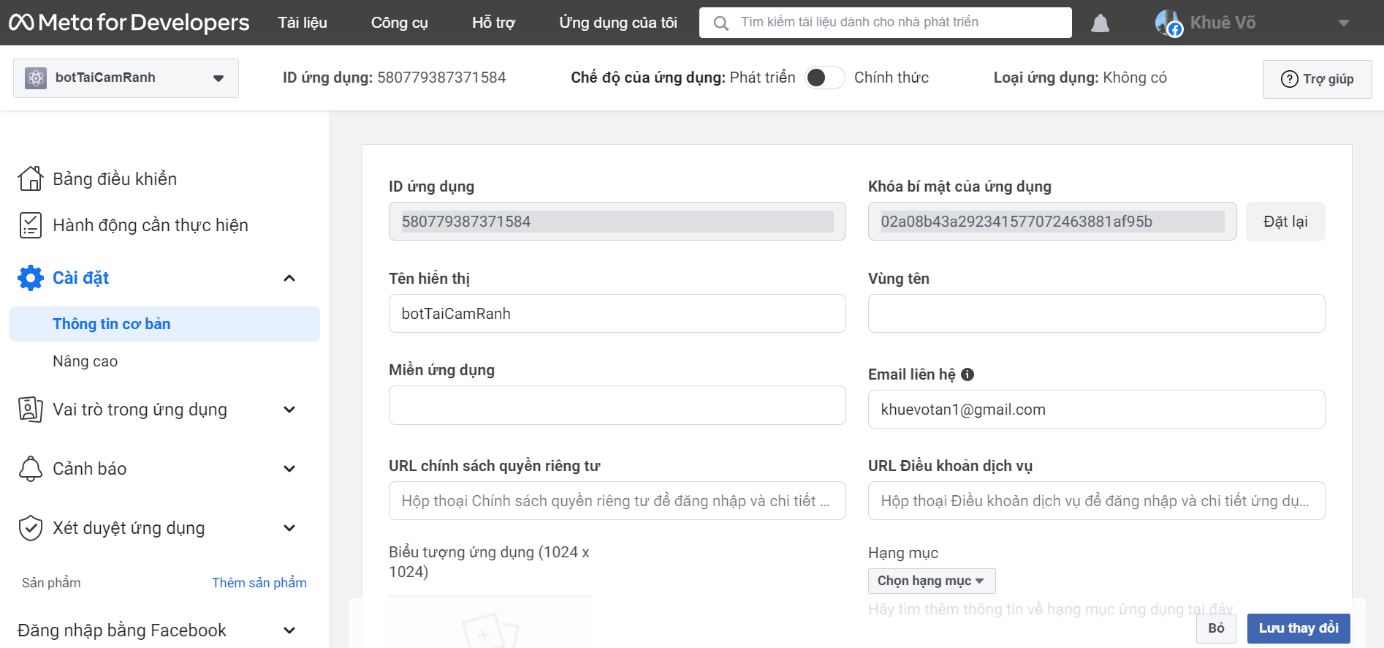 Meta for Developers Tài liệu Công cụ Hỗ trợ Ứng dụng của tôi Tìm kiếm tài liệu dành cho nhà phát triển Khuê Võ
botTaiCamRanh ID ứng dụng: 580779387371584 Chế độ của ứng dụng: Phát triển Chính thức Loại ứng dụng: Không có Trợ giúp
Bảng điều khiển
Hành động cần thực hiện
Cài đặt
Thông tin cơ bản
Nâng cao
Vai trò trong ứng dụng
Cảnh báo
Xét duyệt ứng dụng
Sản phẩm Thêm sản phẩm
Đăng nhập bằng Facebook
ID ứng dụng Khóa bí mật của ứng dụng
580779387371584 02a08b43a292341577072463881af95b Đặt lại
Tên hiển thị Vùng tên
botTaiCamRanh
Miền ứng dụng Email liên hệ
khuevotan1@gmail.com
URL chính sách quyền riêng tư URL Điều khoản dịch vụ
Hộp thoại Chính sách quyền riêng tư để đăng nhập và chi tiết ... Hộp thoại Điều khoản dịch vụ để đăng nhập và chi tiết ứng dụ...
Biểu tượng ứng dụng (1024 x
1024)
Hạng mục
Chọn hạng mục
Hãy tìm thêm thông tin về hạng mục ứng dụng tại đây
Bỏ Lưu thay đổi